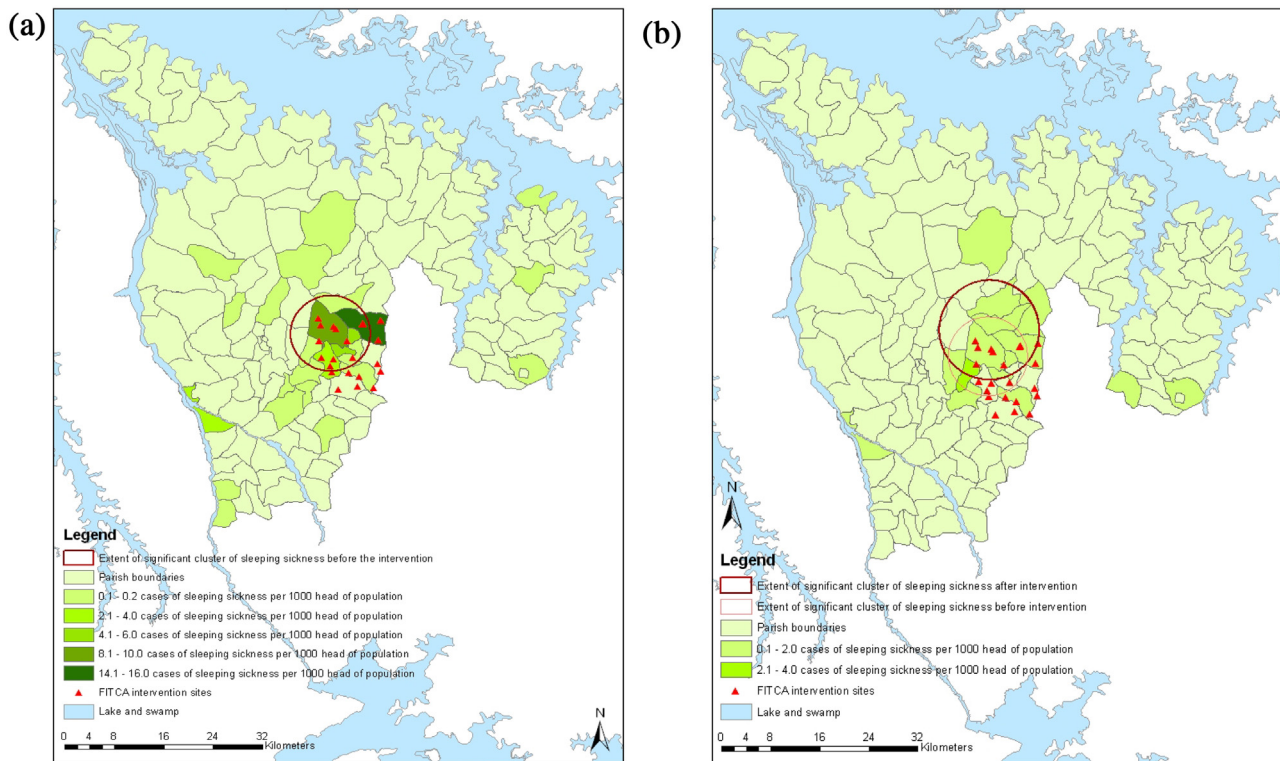 (a)
N
Legend
Extent of significant cluster of sleeping sickness before the intervention
Parish boundaries
0.1 - 0.2 cases of sleeping sickness per 1000 head of population
2.1 - 4.0 cases of sleeping sickness per 1000 head of population
4.1 - 6.0 cases of sleeping sickness per 1000 head of population
8.1 - 10.0 cases of sleeping sickness per 1000 head of population
14.1 - 16.0 cases of sleeping sickness per 1000 head of population
FITCA intervention sites
Lake and swamp
0 4 8 16 24 32
Kilometers
(b)
N
Legend
Extent of significant cluster of sleeping sickness after intervention
Extent of significant cluster of sleeping sickness before intervention
Parish boundaries
0.1 - 2.0 cases of sleeping sickness per 1000 head of population
2.1 - 4.0 cases of sleeping sickness per 1000 head of population
FITCA intervention sites
Lake and swamp
0 4 8 16 24 32
Kilometers